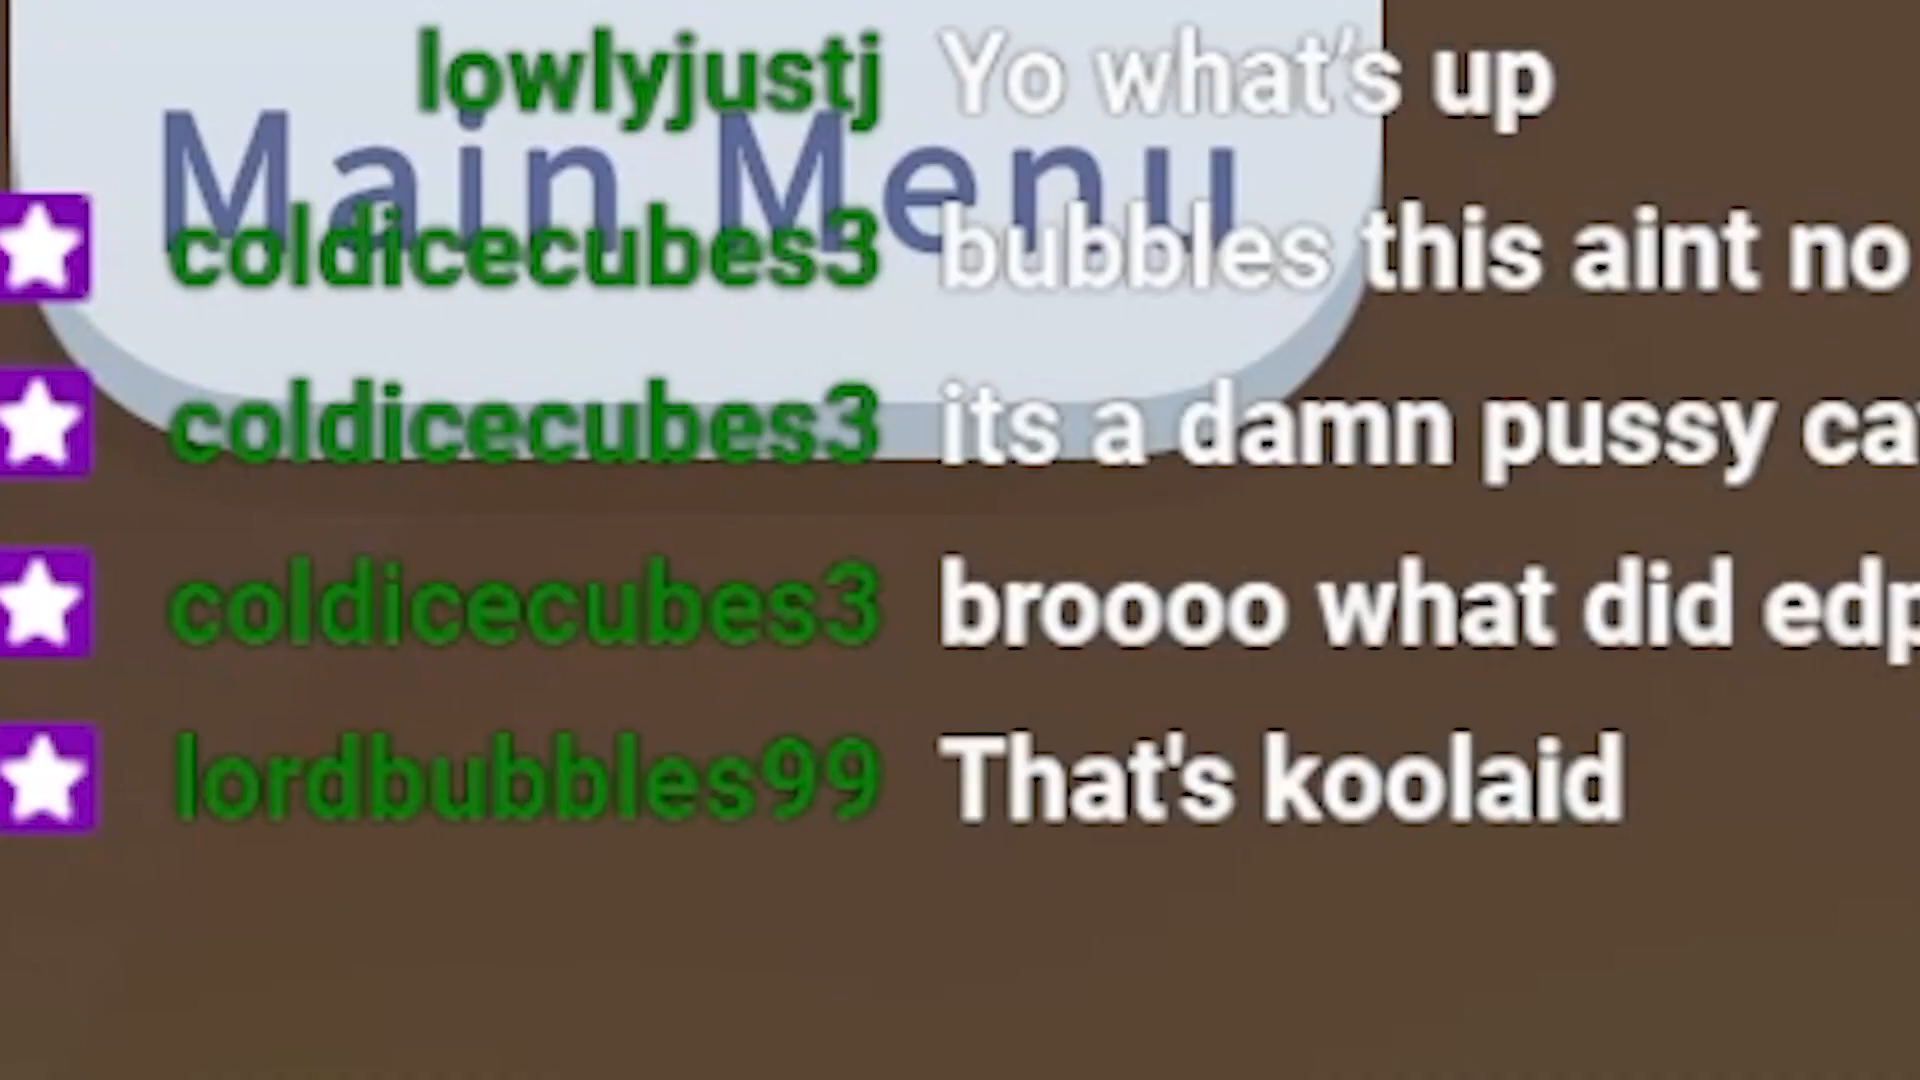 lowlyjustj Yo what's up
Main Menu
coldicecubes3 bubbles this aint no
coldicecubes3 its a damn pussy
coldicecubes3 broooo what did edp
lordbubbles99 That's koolaid